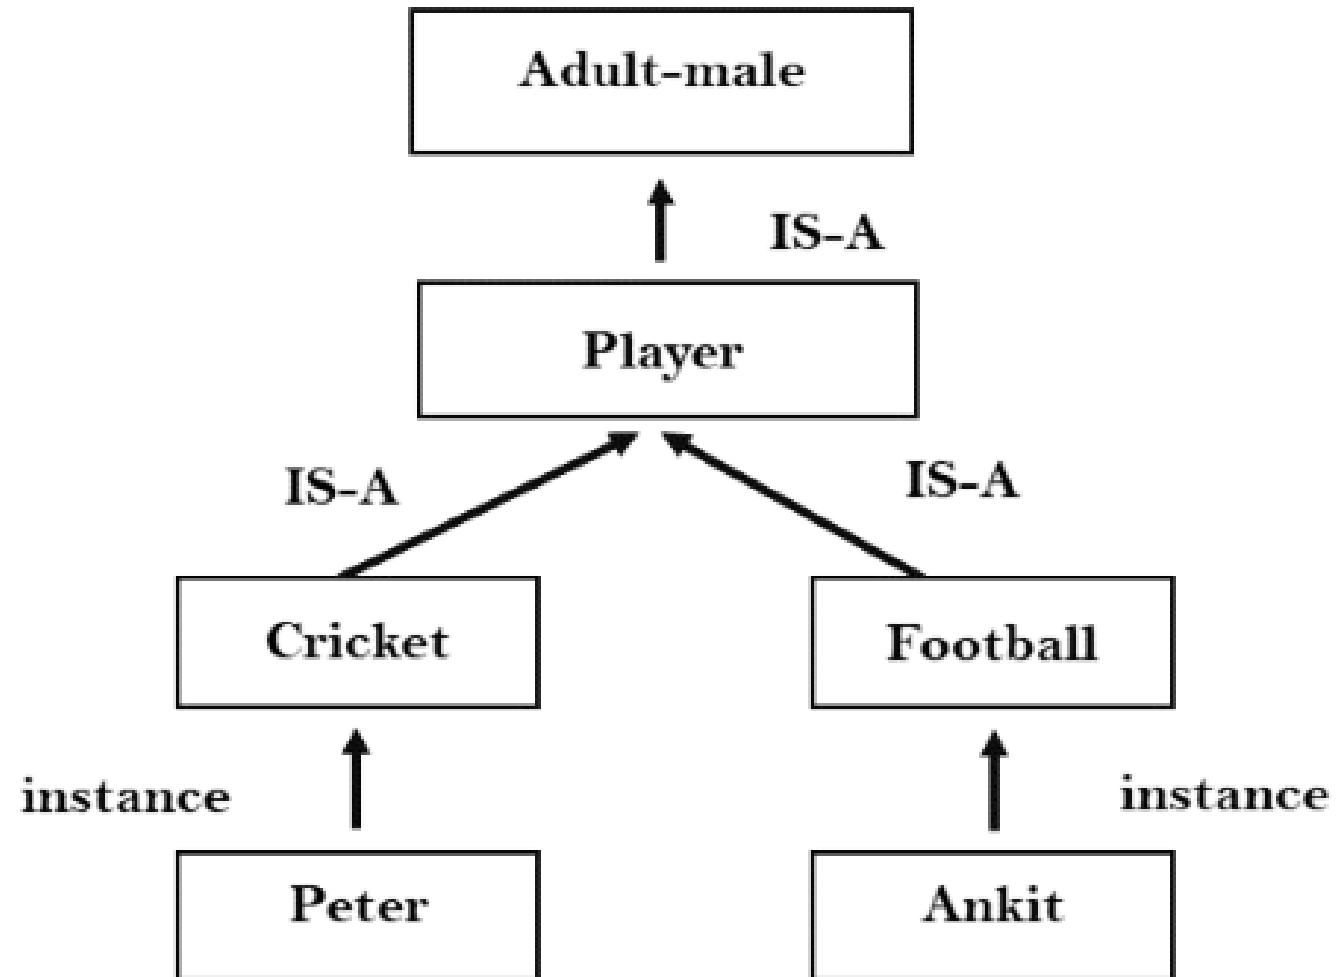 Adult-male
IS-A
Player
IS-A
IS-A
Cricket
Football
instance
instance
Peter
Ankit